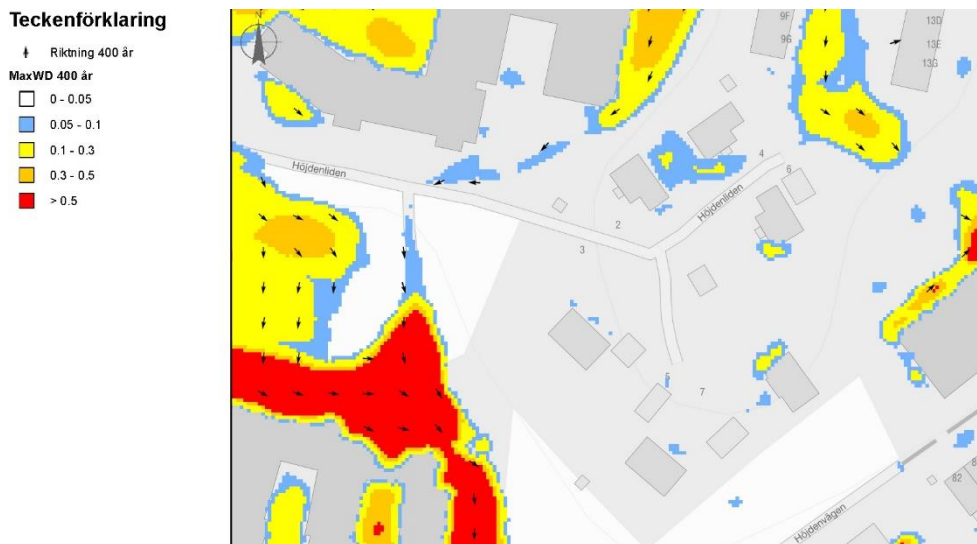 Teckenförklaring
Riktning 400 år
MaxWD 400 år
0 - 0.05
0.05 - 0.1
0.1 - 0.3
0.3 - 0.5
> 0.5
N
9F
9G
13D
13E
13G
Höjdenliden
4
6
Höjdenliden
2
3
5
7
8
82
Höjdenvägen